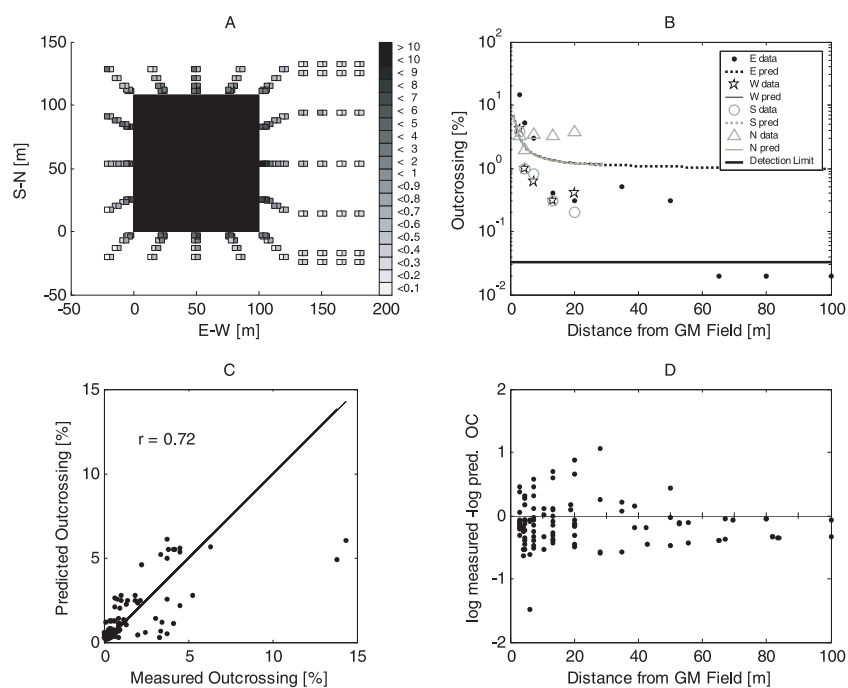 A
S-N [m]
150
100
50
0
-50
-50 0 50 100 150 200
E-W [m]
> 10
< 10
< 9
< 8
< 7
< 6
< 5
< 4
< 3
< 2
< 1
<0.9
<0.8
<0.7
<0.6
<0.5
<0.4
<0.3
<0.2
<0.1
B
Outcrossing [%]
10^2
10^1
10^0
10^-1
10^-2
E data
E pred
W data
W pred
S data
S pred
N data
N pred
Detection Limit
0 20 40 60 80 100
Distance from GM Field [m]
C
Predicted Outcrossing [%]
15
10
5
0
r = 0.72
0 5 10 15
Measured Outcrossing [%]
D
log measured -log pred. OC
2
1
0
-1
-2
0 20 40 60 80 100
Distance from GM Field [m]